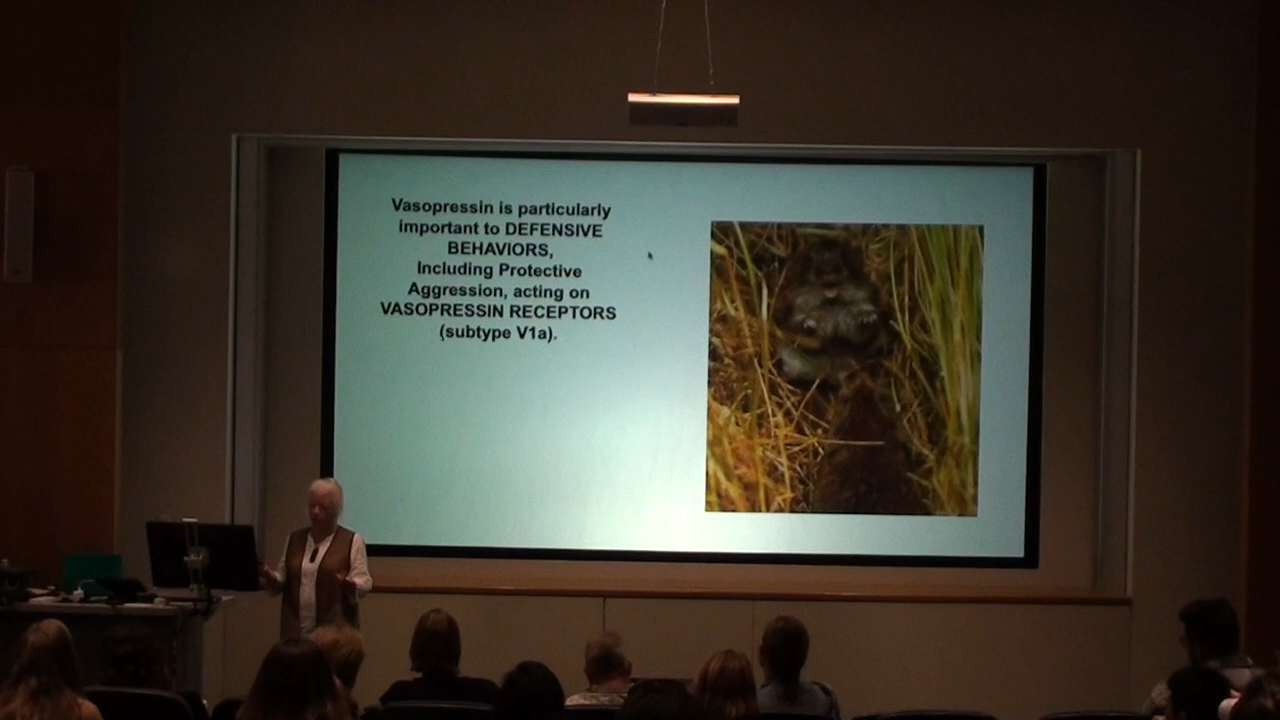 Vasopressin is particularly
important to DEFENSIVE
BEHAVIORS,
Including Protective
Aggression, acting on
VASOPRESSIN RECEPTORS
(subtype V1a).